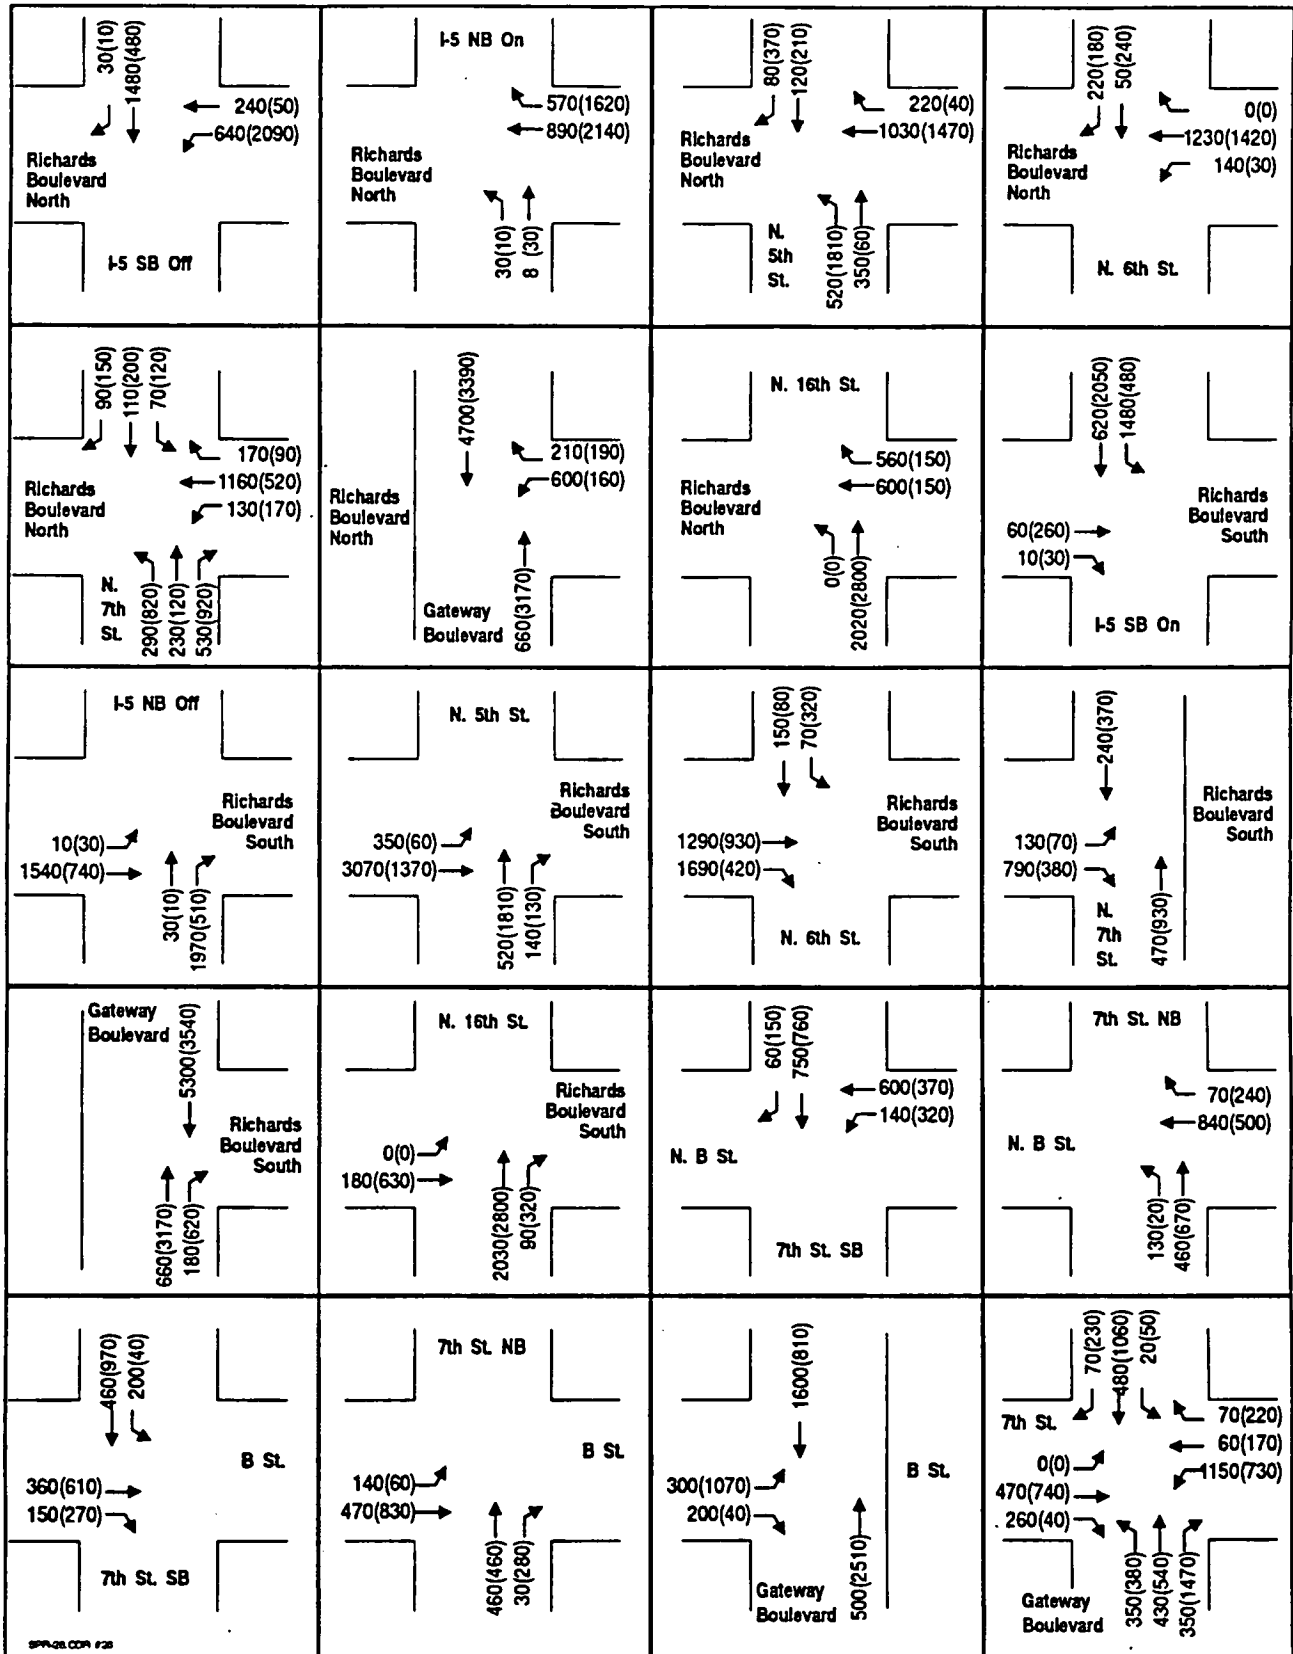 30(10)
1480(480)
240(50)
640(2090)
Richards
Boulevard
North
I-5 SB Off
I-5 NB On
570(1620)
890(2140)
Richards
Boulevard
North
30(10)
8 (30)
80(370)
120(210)
220(40)
1030(1470)
Richards
Boulevard
North
N.
5th
St.
520(1810)
350(60)
220(180)
50(240)
0(0)
1230(1420)
140(30)
Richards
Boulevard
North
N. 6th St.
90(150)
110(200)
70(120)
170(90)
1160(520)
130(170)
Richards
Boulevard
North
N.
7th
St.
290(820)
230(120)
530(920)
4700(3390)
210(190)
600(160)
Richards
Boulevard
North
Gateway
Boulevard
660(3170)
N. 16th St.
560(150)
600(150)
Richards
Boulevard
North
0(0)
2020(2800)
620(2050)
1480(480)
60(260)
10(30)
Richards
Boulevard
South
I-5 SB On
I-5 NB Off
Richards
Boulevard
South
10(30)
1540(740)
30(10)
1970(510)
N. 5th St.
Richards
Boulevard
South
350(60)
3070(1370)
520(1810)
140(130)
150(80)
70(320)
Richards
Boulevard
South
1290(930)
1690(420)
N. 6th St.
240(370)
Richards
Boulevard
South
130(70)
790(380)
N.
7th
St.
470(930)
Gateway
Boulevard
5300(3540)
Richards
Boulevard
South
660(3170)
180(620)
N. 16th St.
Richards
Boulevard
South
0(0)
180(630)
2030(2800)
90(320)
60(150)
750(760)
600(370)
140(320)
N. B St.
7th St. SB
7th St. NB
70(240)
840(500)
N. B St.
130(20)
460(670)
460(970)
200(40)
B St.
360(610)
150(270)
7th St. SB
7th St. NB
B St.
140(60)
470(830)
460(460)
30(280)
1600(810)
B St.
300(1070)
200(40)
Gateway
Boulevard
500(2510)
70(230)
480(1060)
20(50)
7th St.
70(220)
60(170)
1150(730)
0(0)
470(740)
260(40)
Gateway
Boulevard
350(380)
430(540)
350(1470)
SPR-28.CDR #28